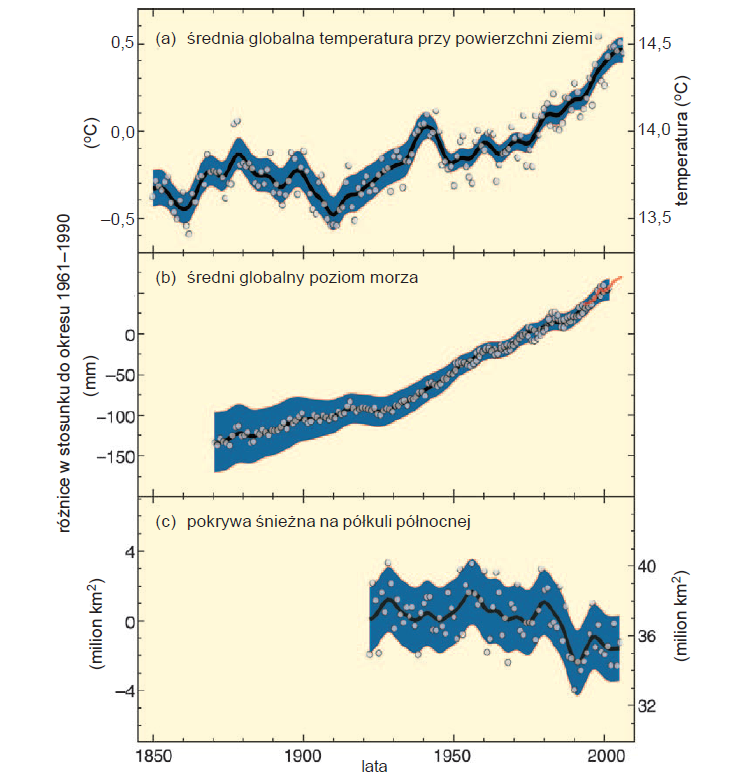 (a) średnia globalna temperatura przy powierzchni ziemi
0,5
0,0
–0,5
(ºC)
14,5
14,0
13,5
temperatura (ºC)
różnice w stosunku do okresu 1961–1990
(b) średni globalny poziom morza
0
–50
–100
–150
(mm)
(c) pokrywa śnieżna na półkuli północnej
4
0
–4
(milion km²)
40
36
32
(milion km²)
1850 1900 1950 2000
lata